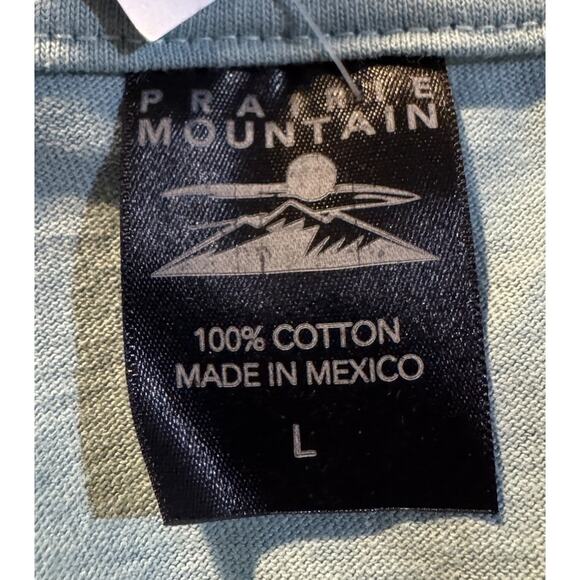 PRAIRIE
MOUNTAIN
100% COTTON
MADE IN MEXICO
L